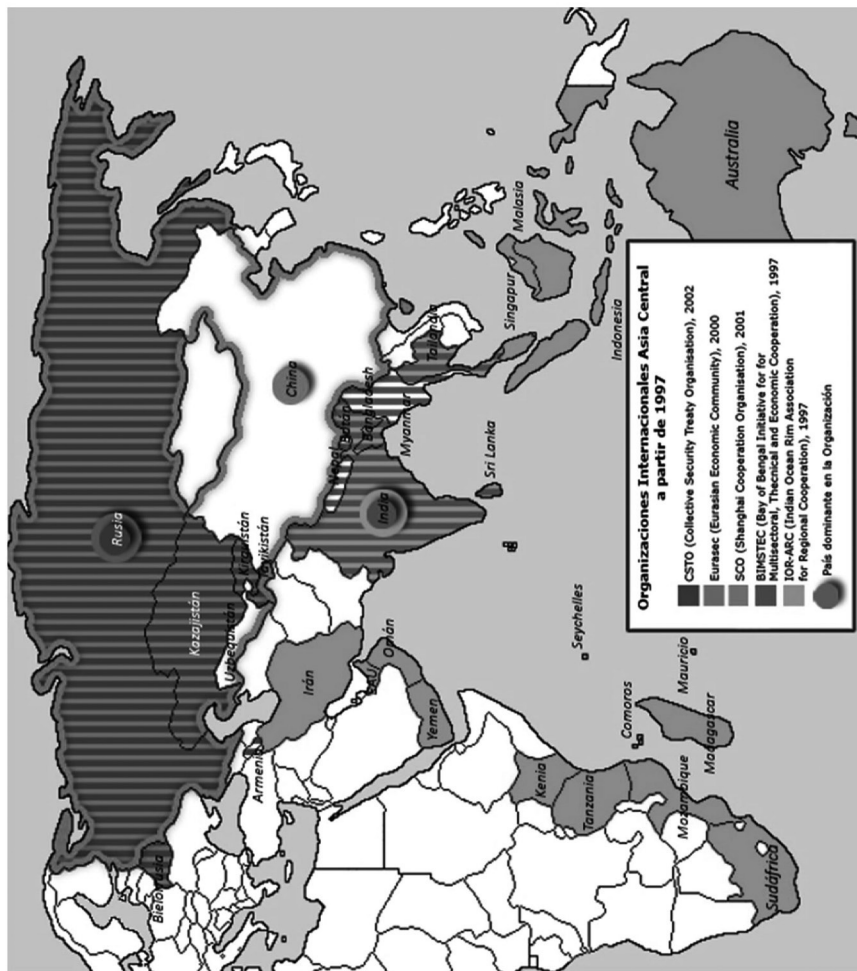 Organizaciones Internacionales Asia Central
a partir de 1997
CSTO (Collective Security Treaty Organisation), 2002
Eurasec (Eurasian Economic Community), 2000
SCO (Shanghai Cooperation Organisation), 2001
BIMSTEC (Bay of Bengal Initiative for for
Multisectoral, Thecnical and Economic Cooperation), 1997
IOR-ARC (Indian Ocean Rim Association
for Regional Cooperation), 1997
País dominante en la Organización
Rusia
Bielorrusia
Kazajistán
Uzbequistán
Kirguistán
Tayikistán
Armenia
China
Irán
EAU
Omán
Yemen
Nepal
Bután
Bangladesh
India
Myanmar
Tailandia
Sri Lanka
Singapur
Malasia
Indonesia
Australia
Seychelles
Comoros
Mauricio
Madagascar
Kenia
Tanzania
Mozambique
Sudáfrica